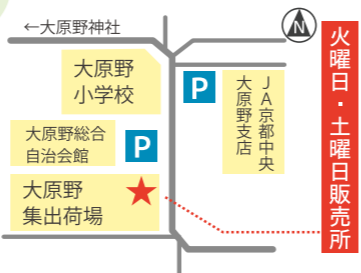 ←大原野神社
N
大原野
小学校
P
JA京都中央
大原野支店
大原野総合
自治会館
P
大原野
集出荷場
火曜日・土曜日販売所